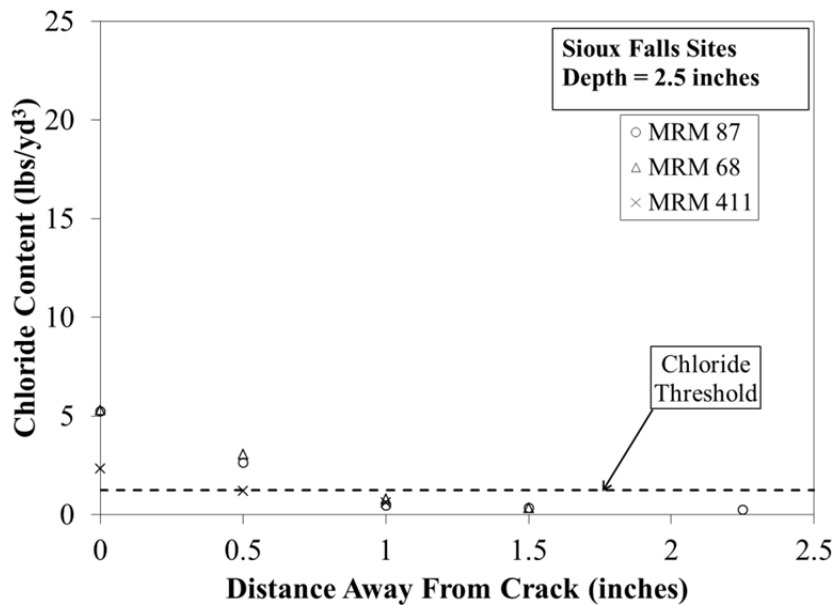 25
20
15
10
5
0
Chloride Content (lbs/yd³)
Sioux Falls Sites
Depth = 2.5 inches
MRM 87
MRM 68
MRM 411
Chloride
Threshold
0
0.5
1
1.5
2
2.5
Distance Away From Crack (inches)